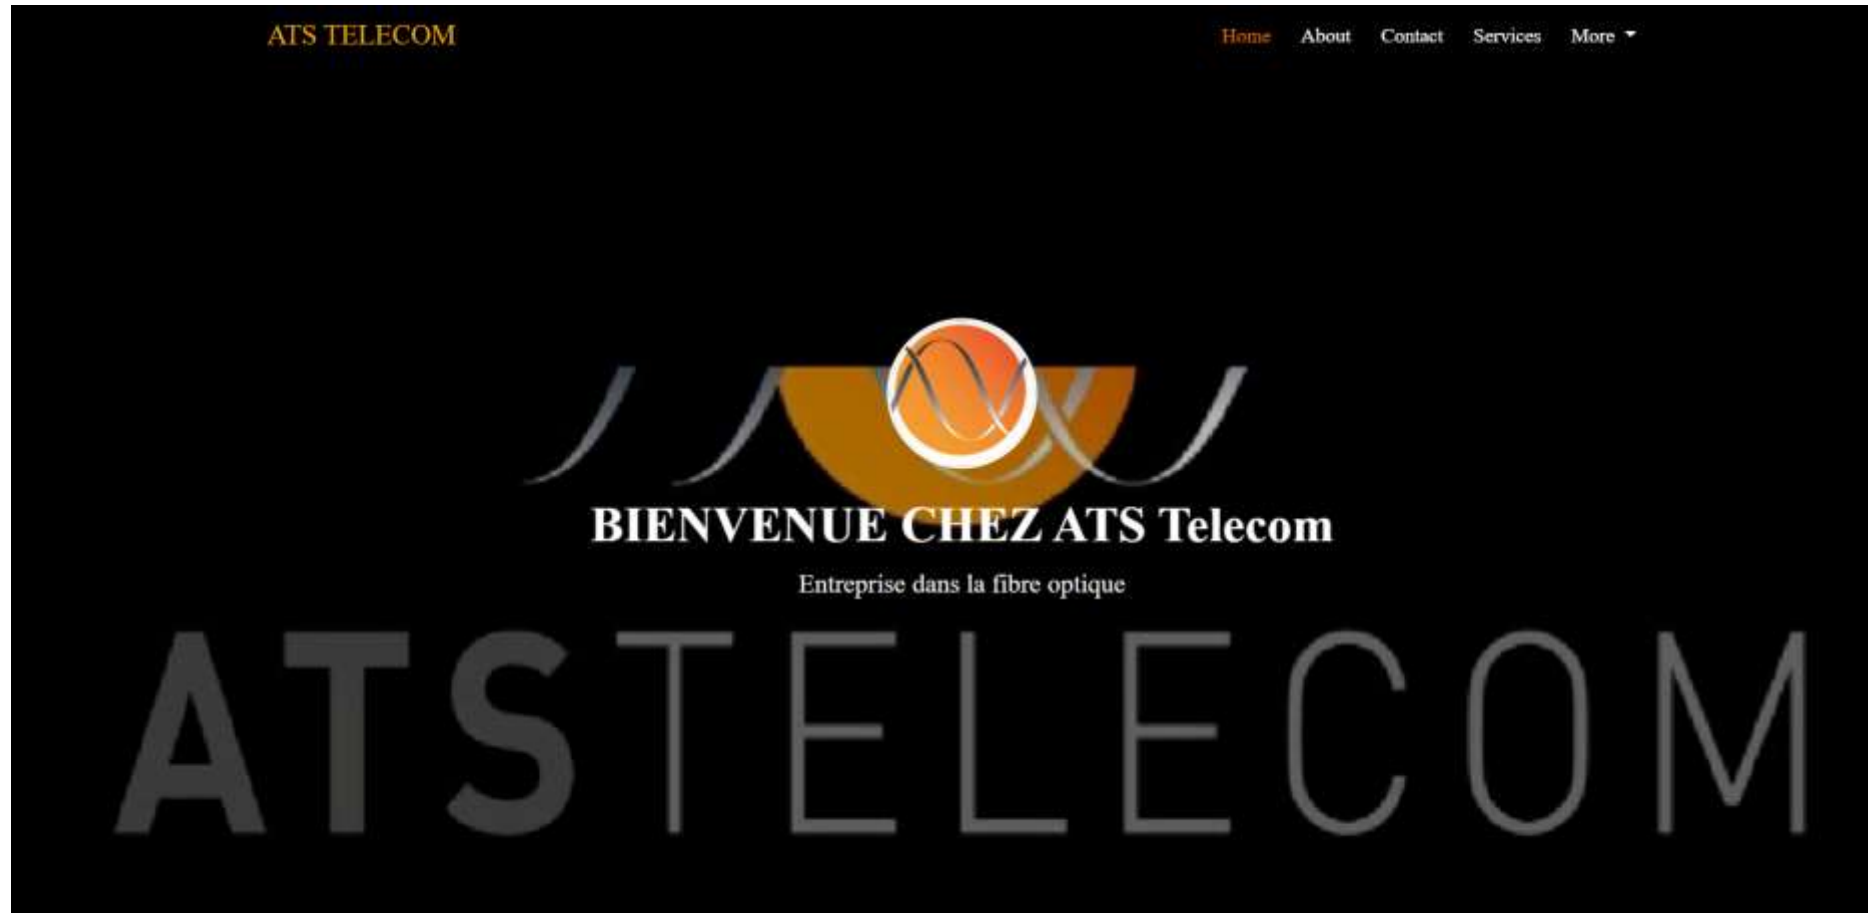 ATS TELECOM
Home About Contact Services More
BIENVENUE CHEZ ATS Telecom
Entreprise dans la fibre optique
ATSTELECOM